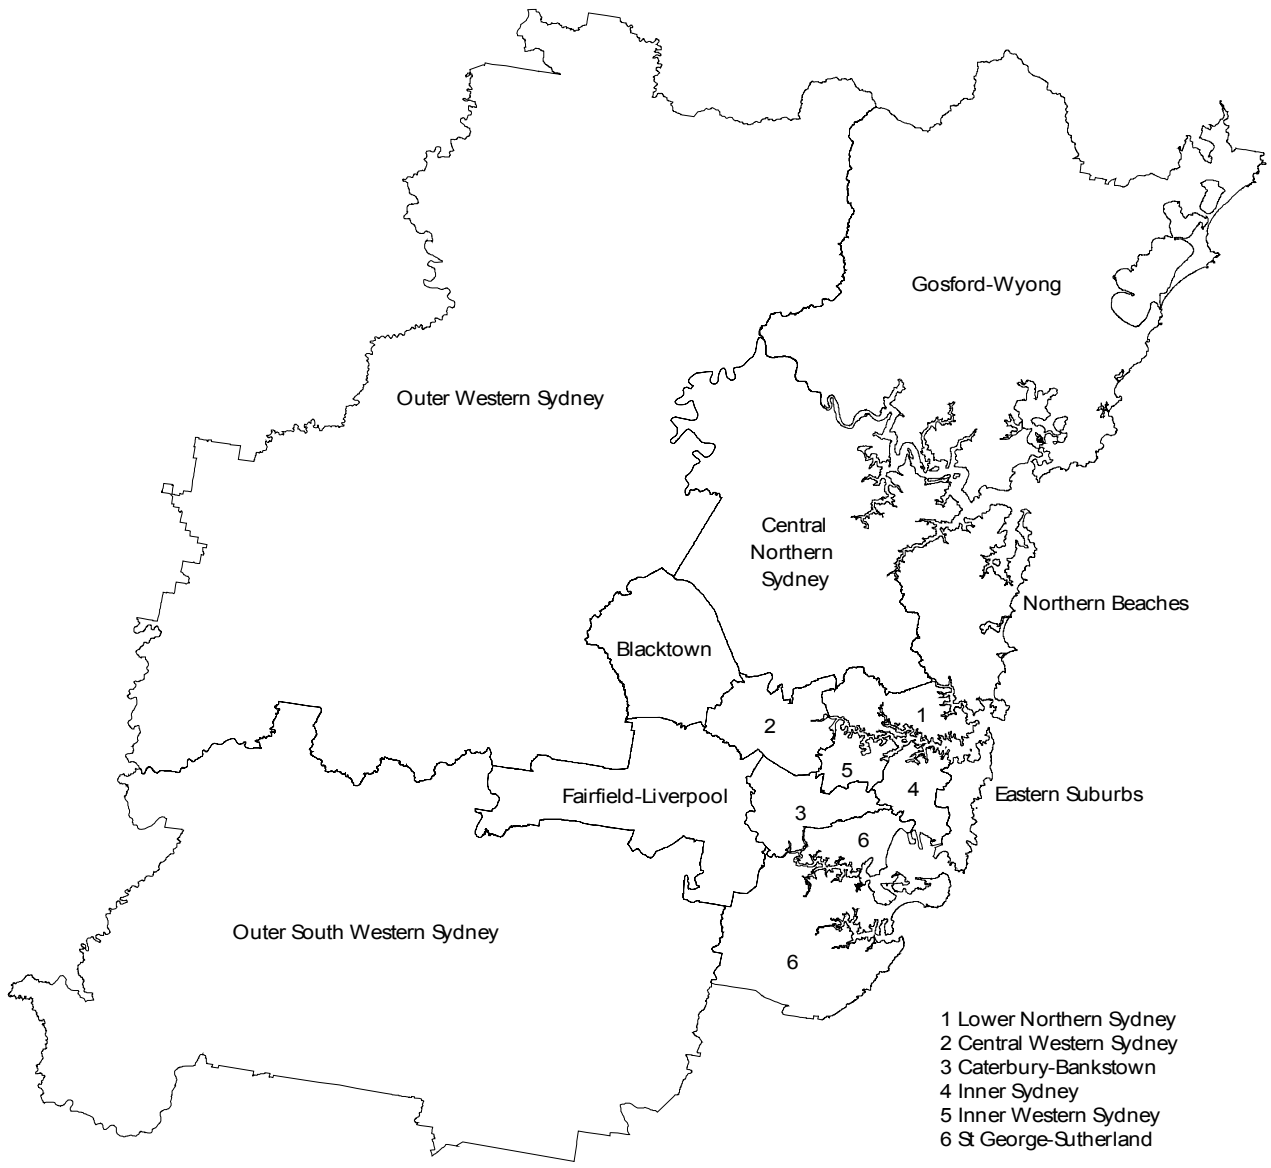 Gosford-Wyong
Outer Western Sydney
Central
Northern
Sydney
Northern Beaches
Blacktown
1
2
5
4
Eastern Suburbs
Fairfield-Liverpool
3
6
Outer South Western Sydney
6
1 Lower Northern Sydney
2 Central Western Sydney
3 Caterbury-Bankstown
4 Inner Sydney
5 Inner Western Sydney
6 St George-Sutherland